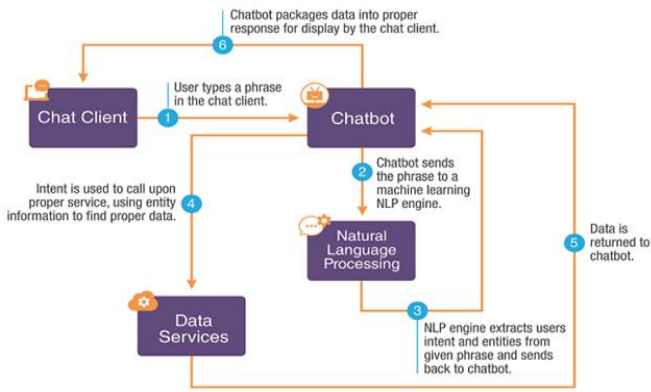 Chatbot packages data into proper
response for display by the chat client.
6
Chat Client
User types a phrase
in the chat client.
1
Chatbot
2
Chatbot sends
the phrase to a
machine learning
NLP engine.
Intent is used to call upon
proper service, using entity
information to find proper data.
4
Natural
Language
Processing
5
Data is
returned to
chatbot.
3
NLP engine extracts users
intent and entities from
given phrase and sends
back to chatbot.
Data
Services